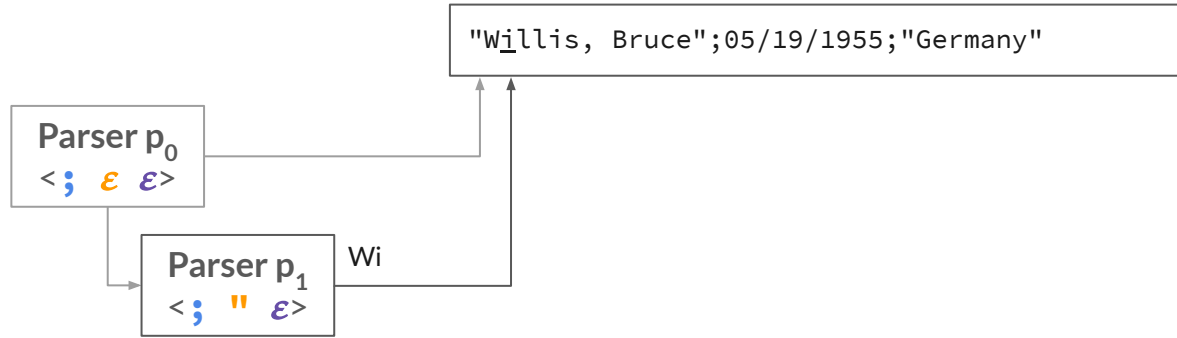 "Willis, Bruce";05/19/1955;"Germany"
Parser p0
<; ε ε>
Parser p1
<; " ε>
Wi